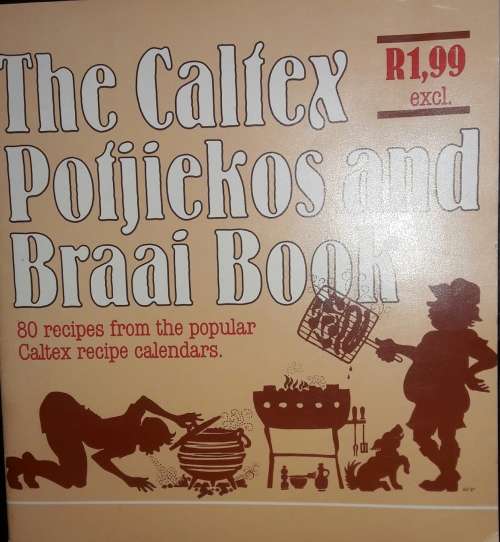 The Caltex
Potjiekos and
Braai Book
R1,99
excl.
80 recipes from the popular
Caltex recipe calendars.